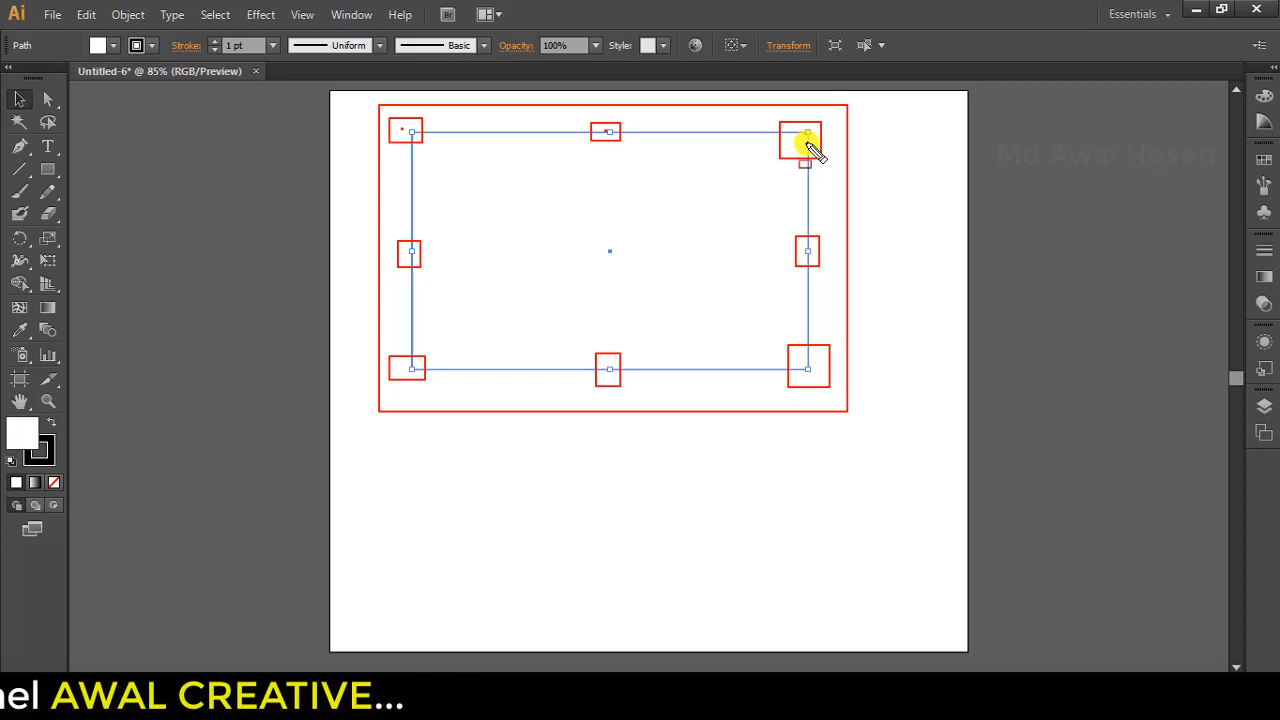 Ai File Edit Object Type Select Effect View Window Help Br Essentials
Path Stroke: 1 pt Uniform Basic Opacity: 100% Style: Transform
Untitled-6* @ 85% (RGB/Preview) ×
Md Awal Hosen
nel AWAL CREATIVE...